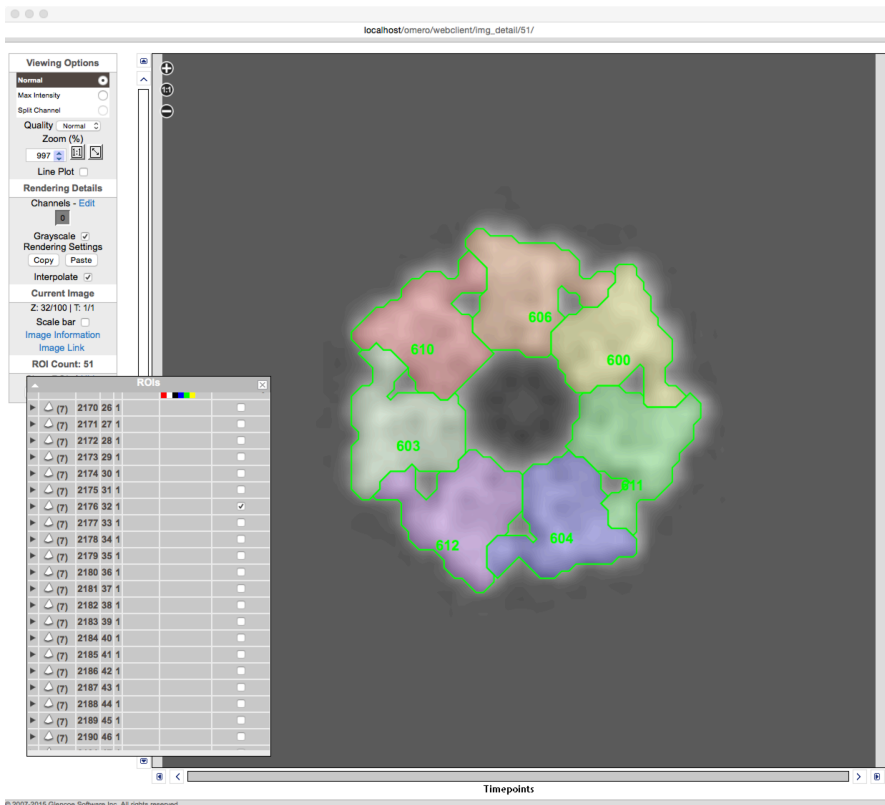 localhost/omero/webclient/img_detail/51/
Viewing Options
Normal
Max Intensity
Split Channel
Quality Normal
Zoom (%)
997 1:1
Line Plot
Rendering Details
Channels - Edit
0
Grayscale
Rendering Settings
Copy Paste
Interpolate
Current Image
Z: 32/100 | T: 1/1
Scale bar
Image Information
Image Link
ROI Count: 51
ROIs
(7) 2170 26 1
(7) 2171 27 1
(7) 2172 28 1
(7) 2173 29 1
(7) 2174 30 1
(7) 2175 31 1
(7) 2176 32 1
(7) 2177 33 1
(7) 2178 34 1
(7) 2179 35 1
(7) 2180 36 1
(7) 2181 37 1
(7) 2182 38 1
(7) 2183 39 1
(7) 2184 40 1
(7) 2185 41 1
(7) 2186 42 1
(7) 2187 43 1
(7) 2188 44 1
(7) 2189 45 1
(7) 2190 46 1
1:1
606
610
600
603
611
612
604
Timepoints
© 2007-2015 Glencoe Software Inc. All rights reserved